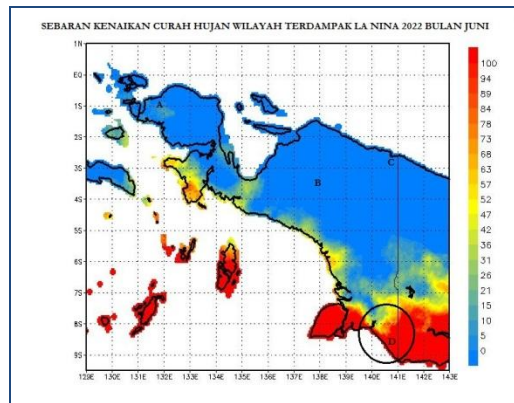 SEBARAN KENAIKAN CURAH HUJAN WILAYAH TERDAMPAK LA NINA 2022 BULAN JUNI
1N
EQ
1S
2S
3S
4S
5S
6S
7S
8S
9S
A
B
C
D
129E 130E 131E 132E 133E 134E 135E 136E 137E 138E 139E 140E 141E 142E 143E
100
94
89
84
78
73
68
63
57
52
47
42
36
31
26
21
15
10
5
0